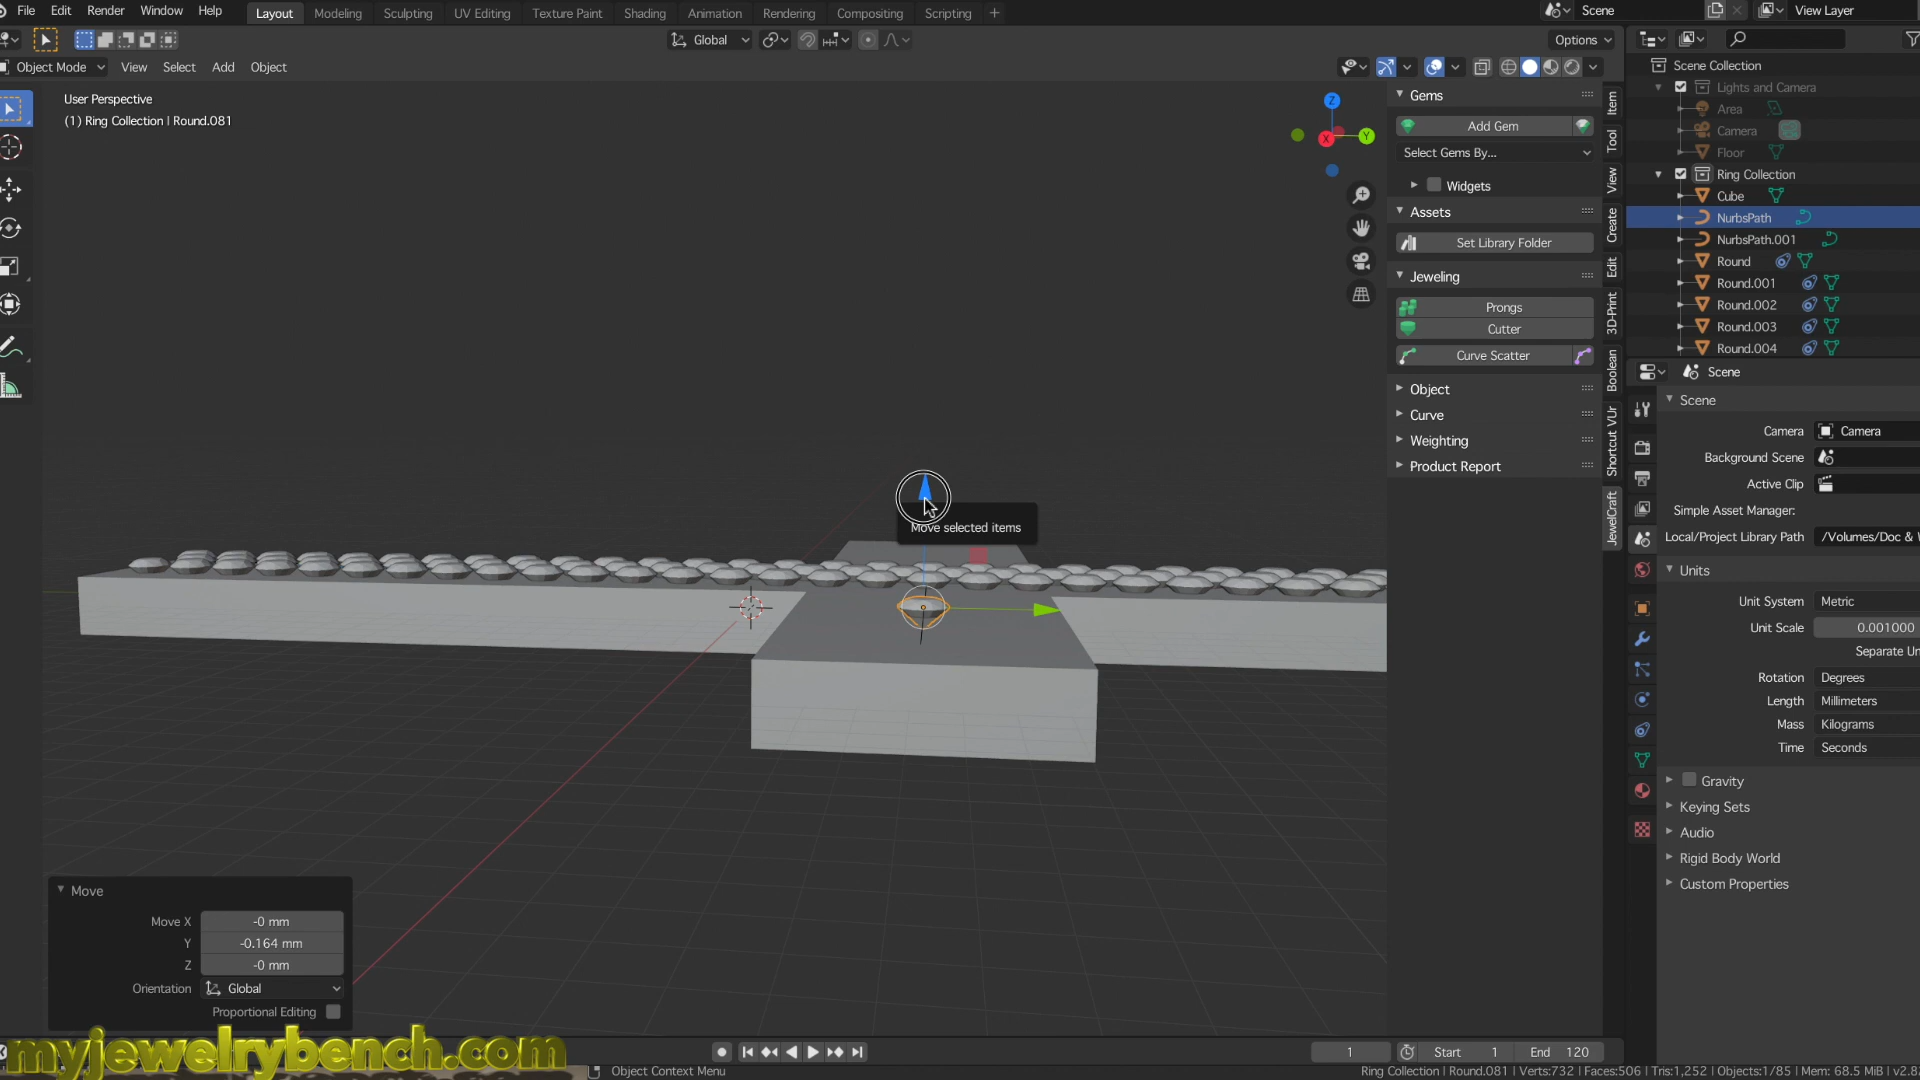 File Edit Render Window Help Layout Modeling Sculpting UV Editing Texture Paint Shading Animation Rendering Compositing Scripting + Scene View Layer
Global Options
Object Mode View Select Add Object
User Perspective
(1) Ring Collection | Round.081
Z
X
Y
Gems
Add Gem
Select Gems By...
Widgets
Assets
Set Library Folder
Jeweling
Prongs
Cutter
Curve Scatter
Object
Curve
Weighting
Product Report
Item
Tool
View
Create
Edit
3D-Print
Boolean
Shortcut VUr
JewelCraft
Scene Collection
Lights and Camera
Area
Camera
Floor
Ring Collection
Cube
NurbsPath
NurbsPath.001
Round
Round.001
Round.002
Round.003
Round.004
Scene
Scene
Camera Camera
Background Scene
Active Clip
Simple Asset Manager:
Local/Project Library Path /Volumes/Doc &
Units
Unit System Metric
Unit Scale 0.001000
Separate Un
Rotation Degrees
Length Millimeters
Mass Kilograms
Time Seconds
Gravity
Keying Sets
Audio
Rigid Body World
Custom Properties
Move selected items
Move
Move X -0 mm
Y -0.164 mm
Z -0 mm
Orientation Global
Proportional Editing
myjewelrybench.com
1 Start 1 End 120
Object Context Menu
Ring Collection | Round.081 | Verts:732 | Faces:506 | Tris:1,252 | Objects:1/85 | Mem: 68.5 MiB | v2.8